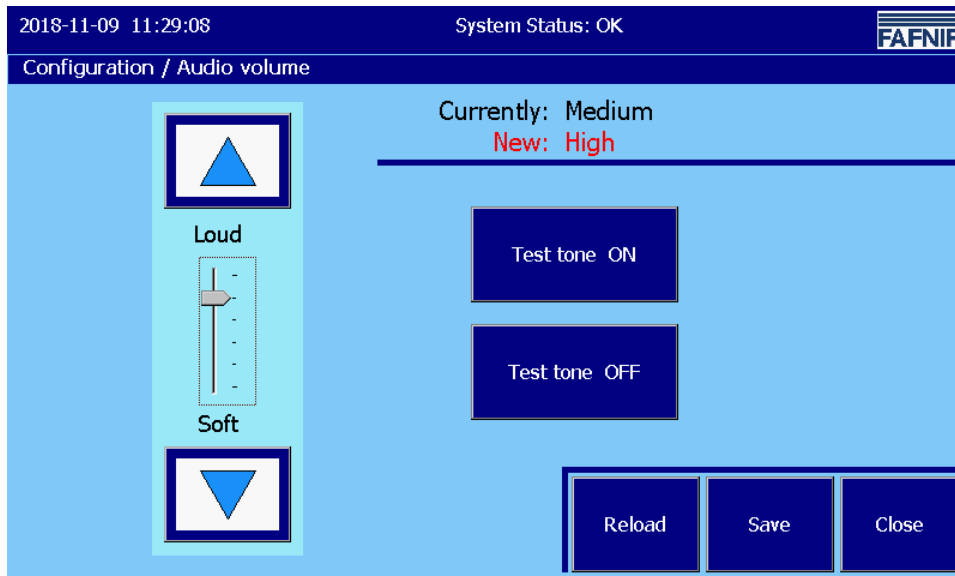 2018-11-09 11:29:08 System Status: OK
FAFNIR
Configuration / Audio volume
Currently: Medium
New: High
Loud
Soft
Test tone ON
Test tone OFF
Reload Save Close